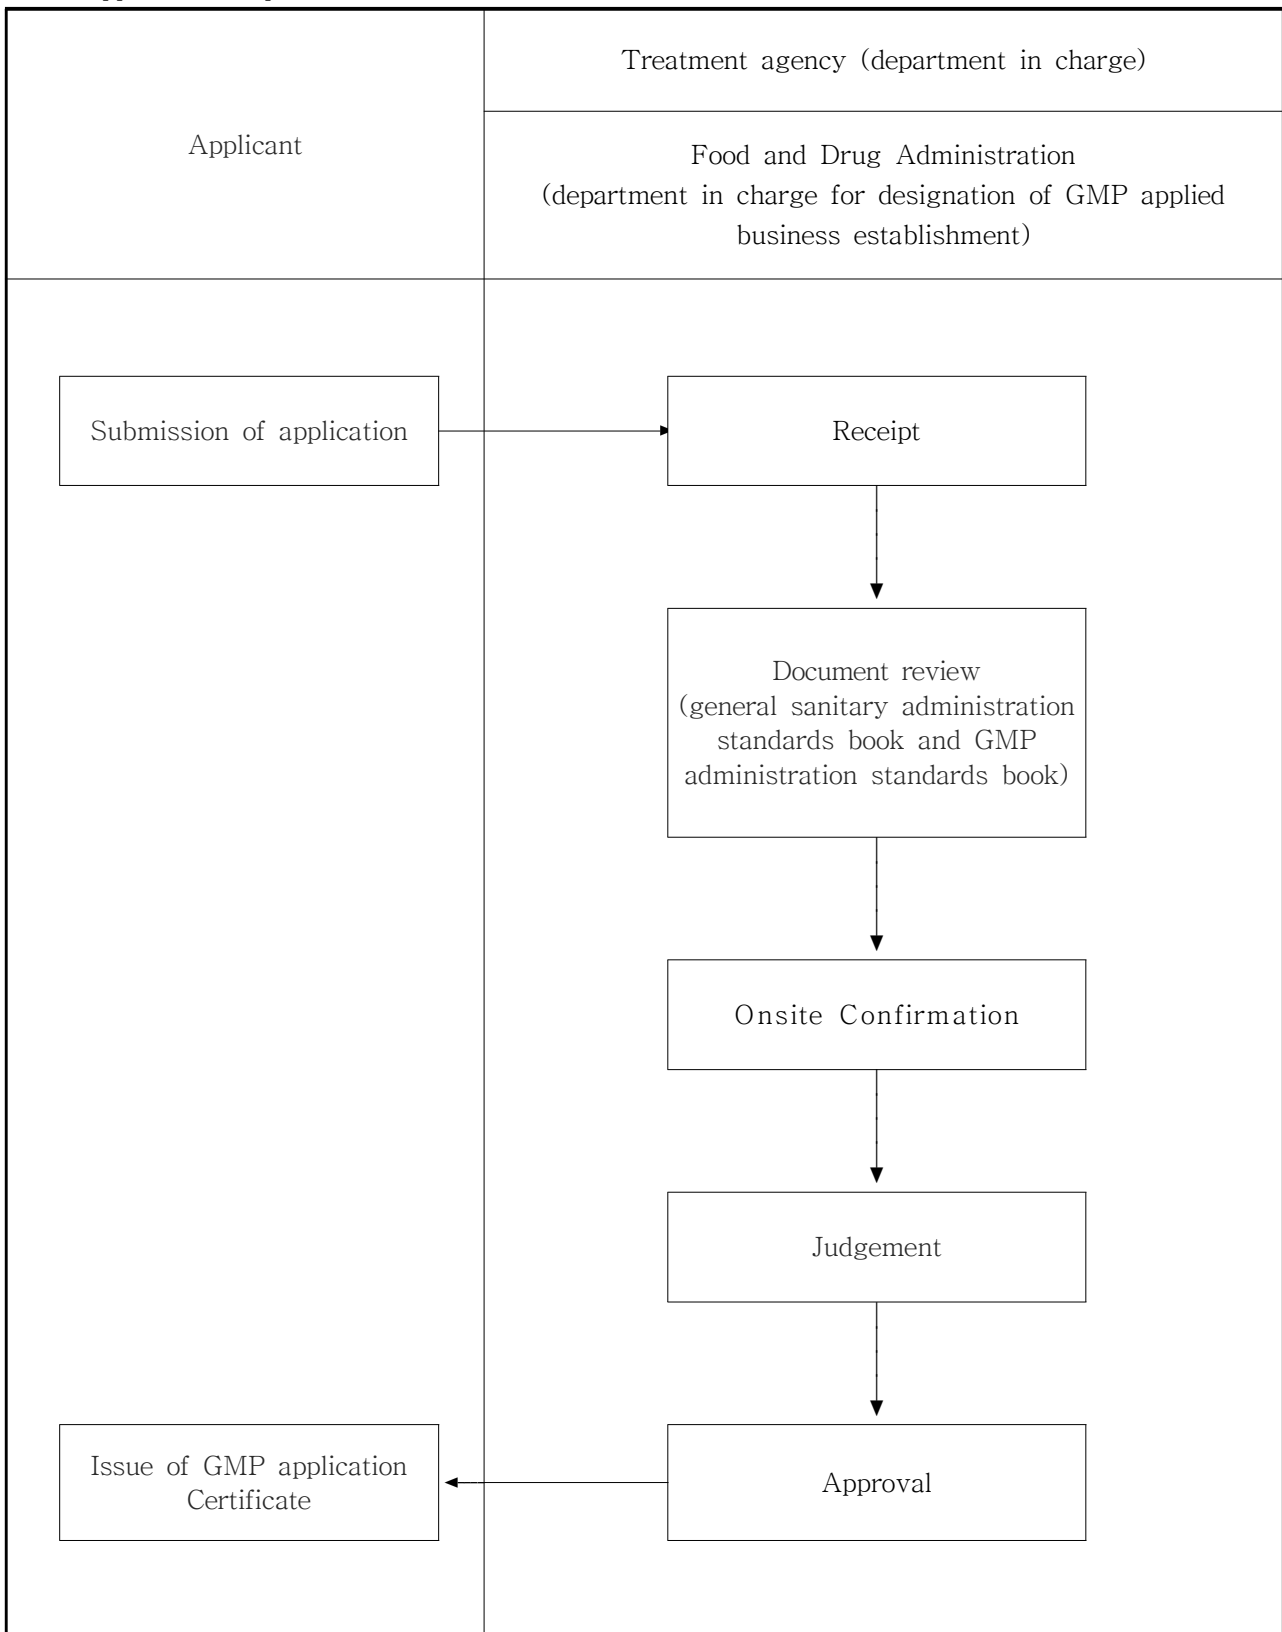 Applicant
Treatment agency (department in charge)
Food and Drug Administration
(department in charge for designation of GMP applied
business establishment)
Submission of application
Receipt
Document review
(general sanitary administration
standards book and GMP
administration standards book)
Onsite Confirmation
Judgement
Issue of GMP application
Certificate
Approval